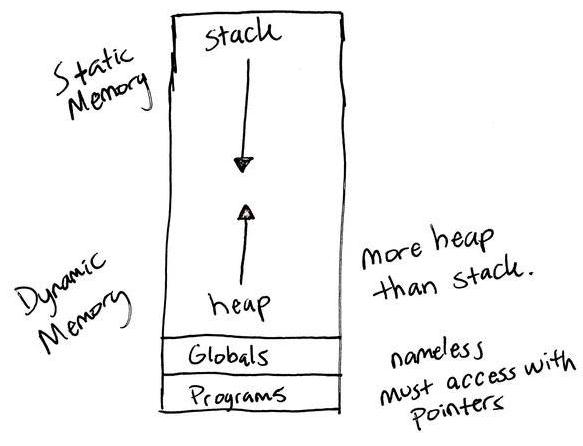 stack
Static
Memory
Dynamic
Memory
heap
more heap
than stack.
Globals
nameless
must access with
pointers
Programs